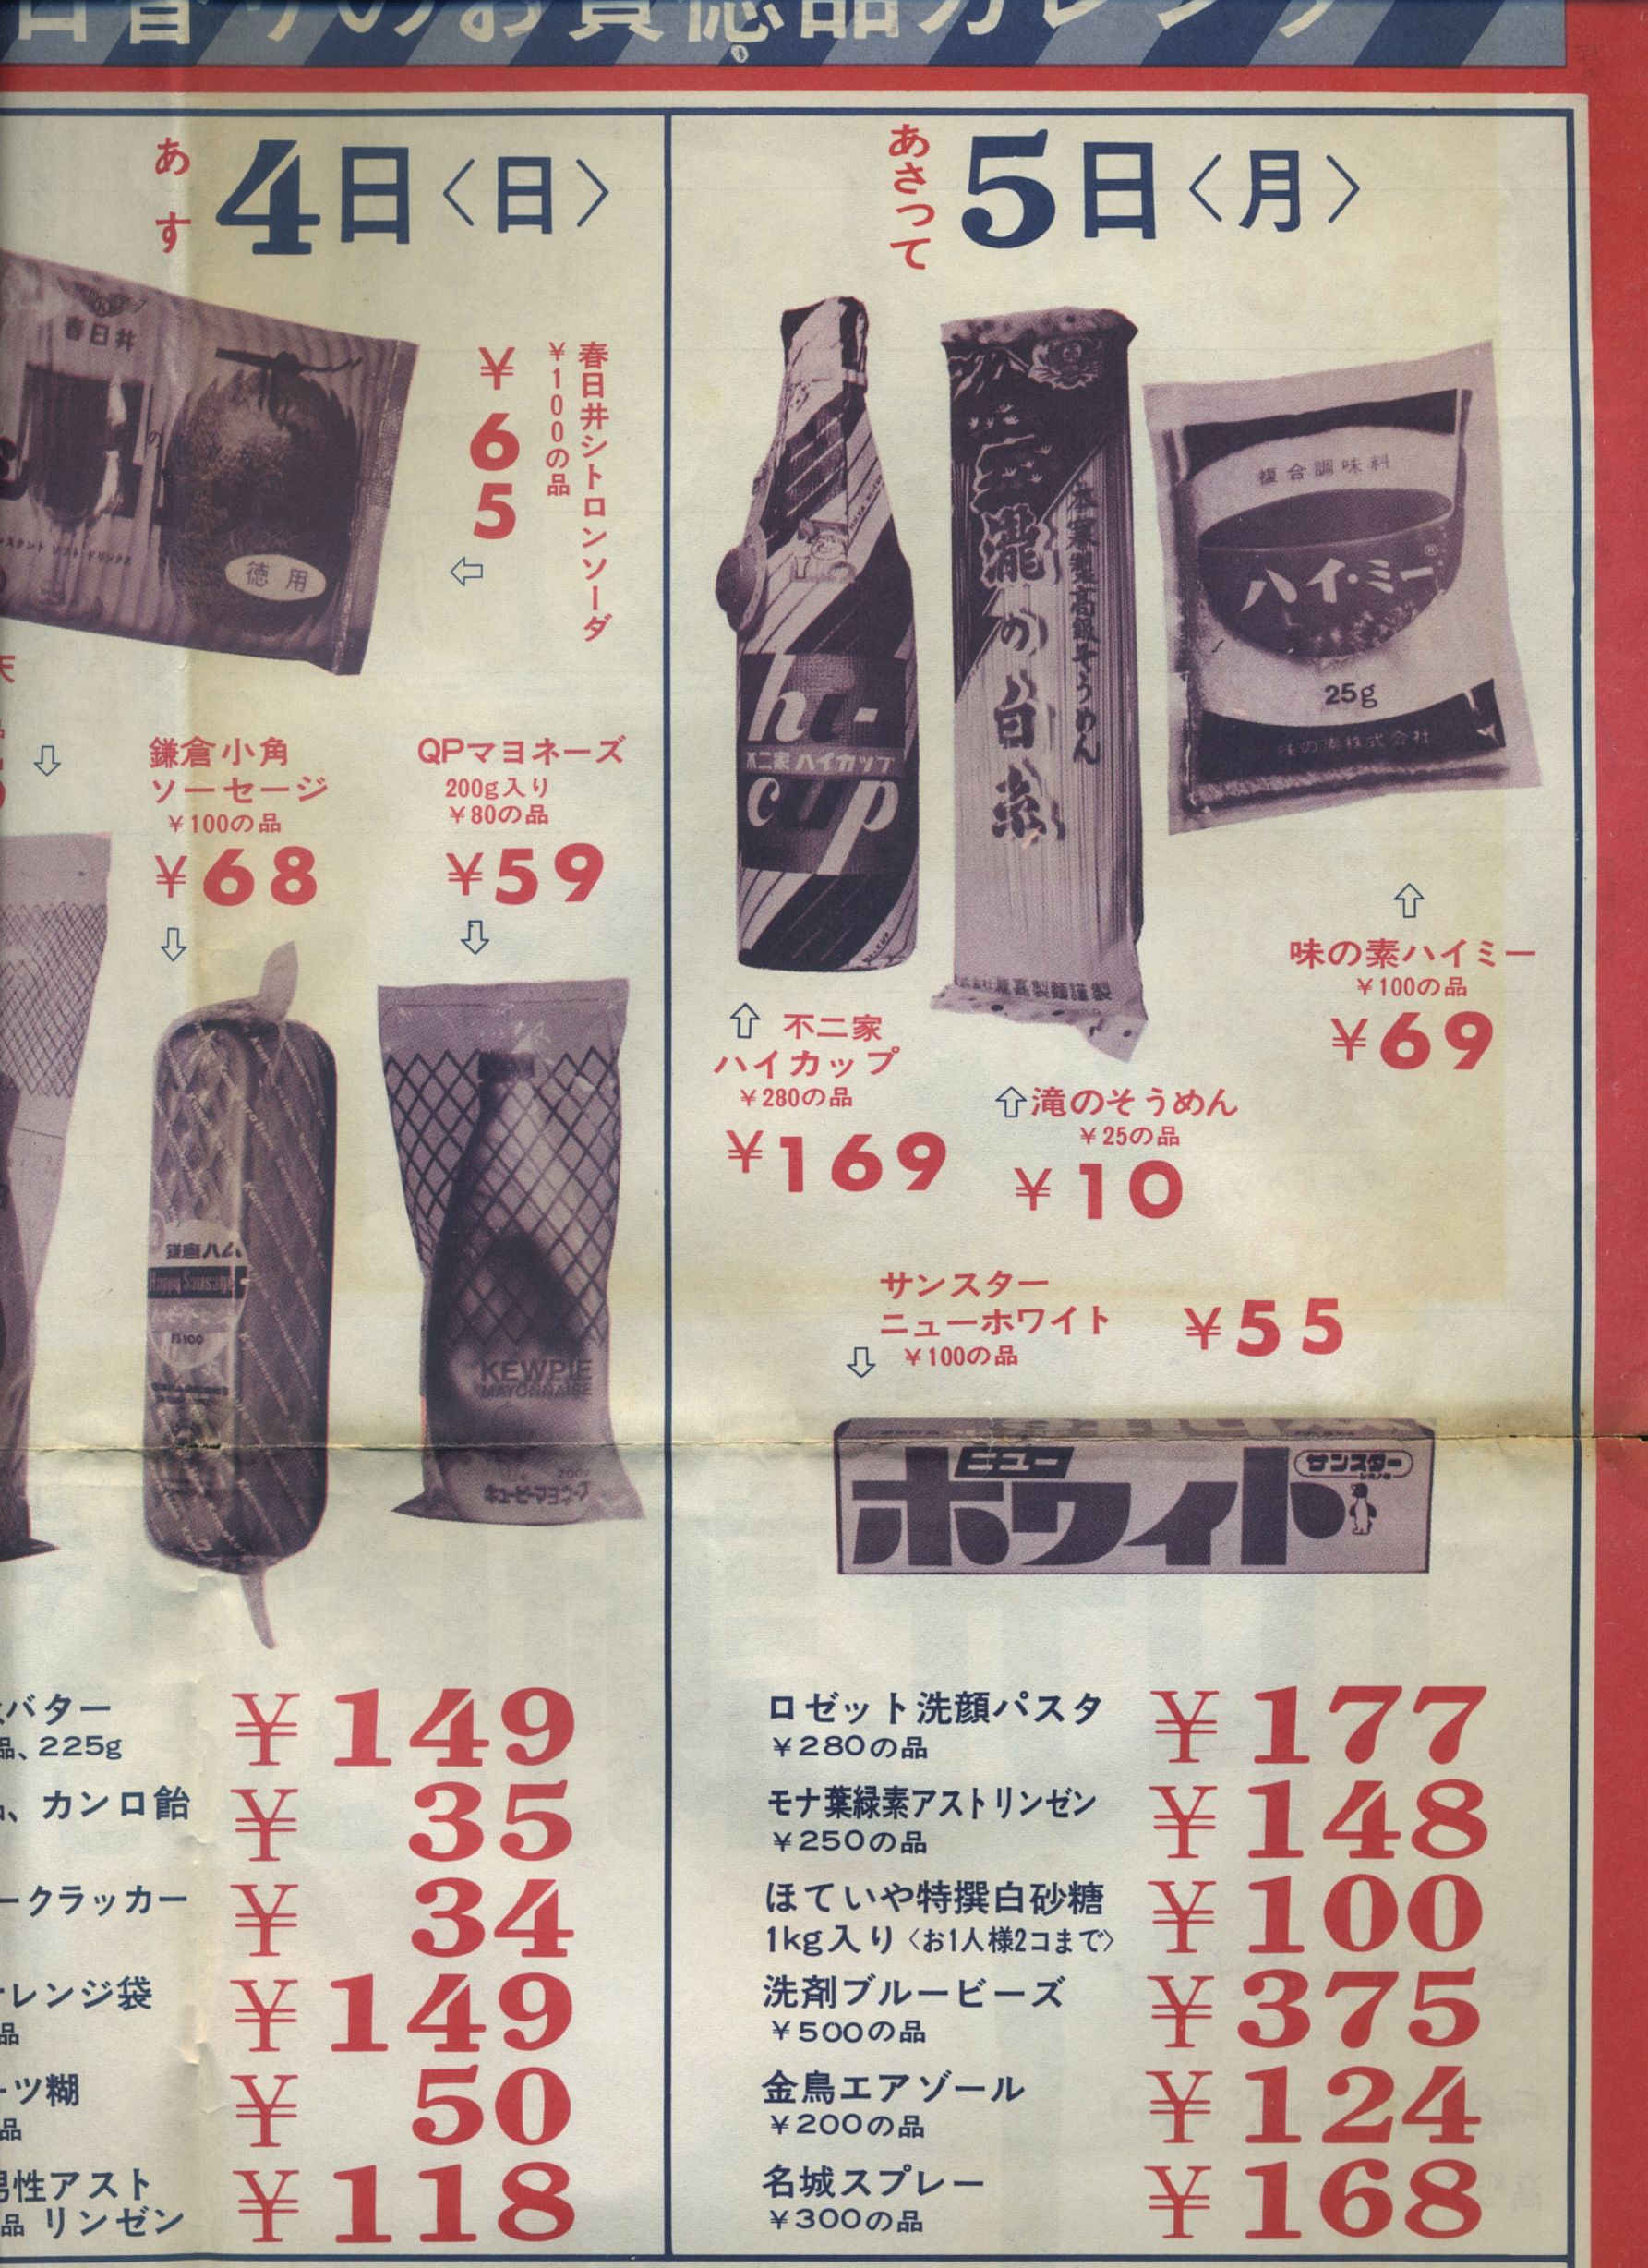 日替りのお買徳品カレンダ
あす
4日〈日〉
春日井
徳用
春日井シトロンソーダ
¥100の品
¥65
鎌倉小角
ソーセージ
¥100の品
¥68
QPマヨネーズ
200g入り
¥80の品
¥59
鎌倉ハム
KEWPIE
MAYONNAISE
キューピーマヨネーズ
バター
品、225g
¥149
、カンロ飴
¥35
ークラッカー
¥34
レンジ袋
品
¥149
ツ糊
品
¥50
男性アスト
品 リンゼン
¥118
あさって
5日〈月〉
hi-
不二家ハイカップ
cup
三瀧の白糸
高級そうめん
複合調味料
ハイ・ミー®
25g
味の素株式会社
不二家
ハイカップ
¥280の品
¥169
滝のそうめん
¥25の品
¥10
味の素ハイミー
¥100の品
¥69
サンスター
ニューホワイト
¥100の品
¥55
ニュー
ホワイト
サンスター
ロゼット洗顔パスタ
¥280の品
¥177
モナ葉緑素アストリンゼン
¥250の品
¥148
ほていや特撰白砂糖
1kg入り〈お1人様2コまで〉
¥100
洗剤ブルービーズ
¥500の品
¥375
金鳥エアゾール
¥200の品
¥124
名城スプレー
¥300の品
¥168